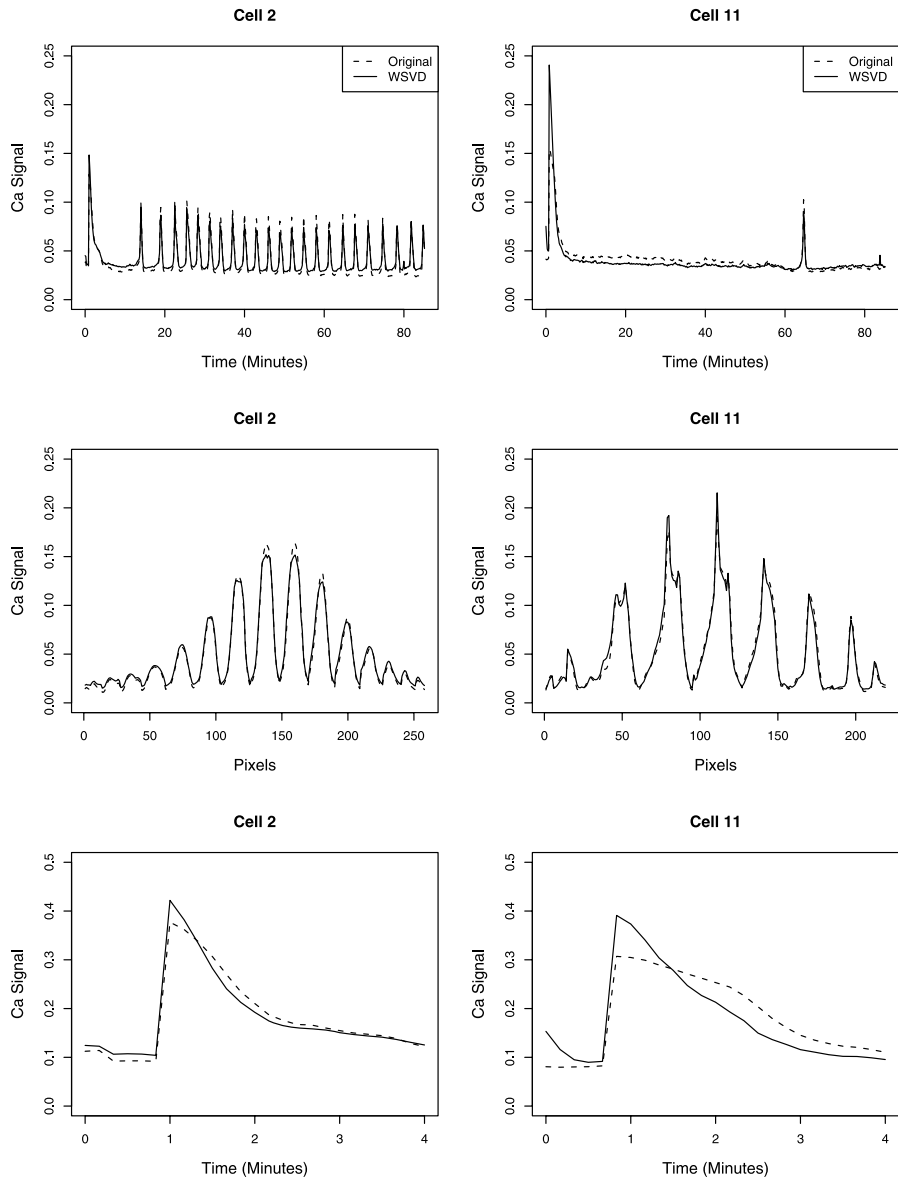 Cell 2
Cell 11
Ca Signal
0.00 0.05 0.10 0.15 0.20 0.25
Original
WSVD
0 20 40 60 80
Time (Minutes)
Ca Signal
0.00 0.05 0.10 0.15 0.20 0.25
Original
WSVD
0 20 40 60 80
Time (Minutes)
Cell 2
Cell 11
Ca Signal
0.00 0.05 0.10 0.15 0.20 0.25
0 50 100 150 200 250
Pixels
Ca Signal
0.00 0.05 0.10 0.15 0.20 0.25
0 50 100 150 200
Pixels
Cell 2
Cell 11
Ca Signal
0.0 0.1 0.2 0.3 0.4 0.5
0 1 2 3 4
Time (Minutes)
Ca Signal
0.0 0.1 0.2 0.3 0.4 0.5
0 1 2 3 4
Time (Minutes)